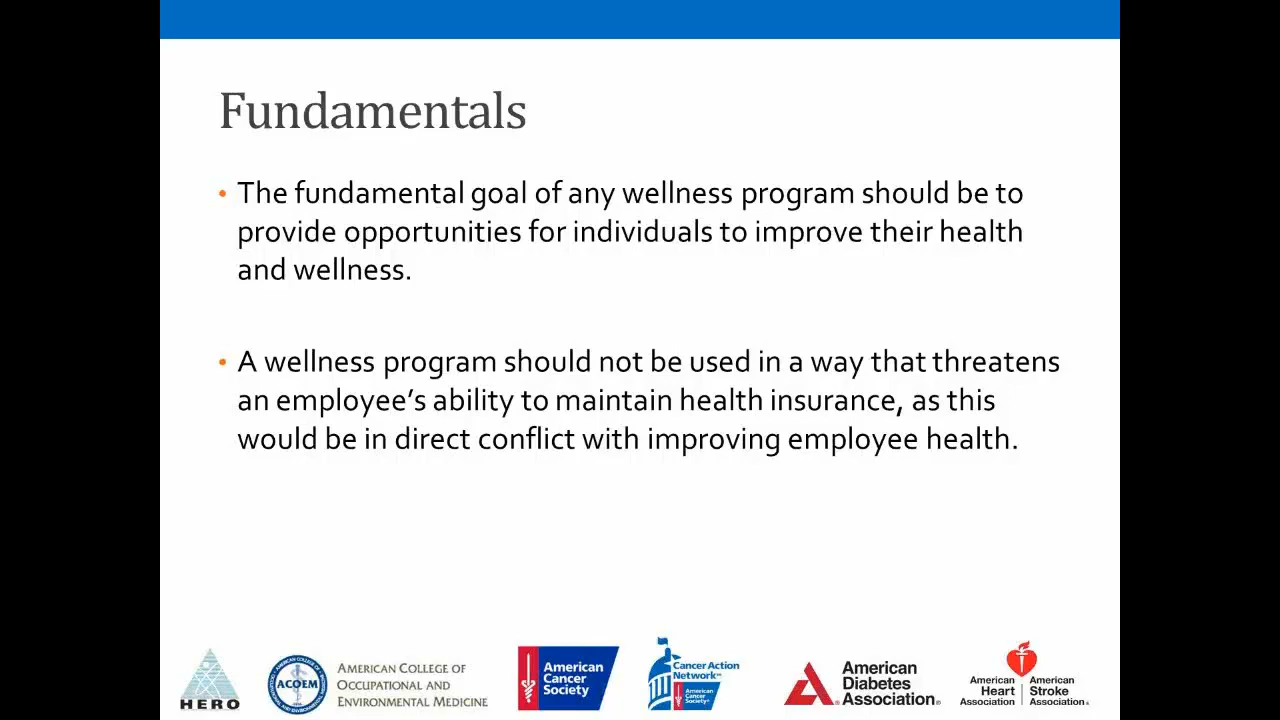 Fundamentals
• The fundamental goal of any wellness program should be to
provide opportunities for individuals to improve their health
and wellness.
• A wellness program should not be used in a way that threatens
an employee’s ability to maintain health insurance, as this
would be in direct conflict with improving employee health.
HERO
ACOEM
AMERICAN COLLEGE OF
OCCUPATIONAL AND
ENVIRONMENTAL MEDICINE
American
Cancer
Society
Cancer Action
Network℠
American
Cancer
Society®
American
Diabetes
Association®
American Heart Association
American Stroke Association®